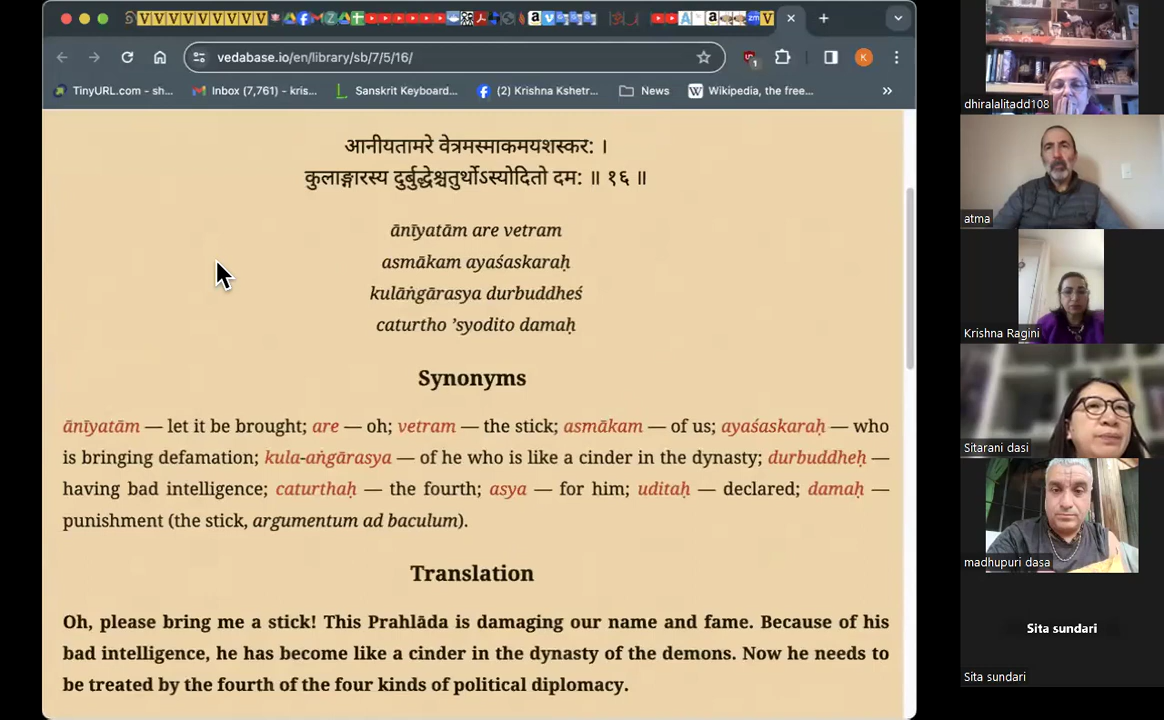 vedabase.io/en/library/sb/7/5/16/
K
TinyURL.com - sh...
Inbox (7,761) - kris...
Sanskrit Keyboard...
(2) Krishna Kshetr...
News
Wikipedia, the free...
»
आनीयतामरे वेत्रमस्माकमयशस्कर: ।
कुलाङ्गारस्य दुर्बुद्धेश्चतुर्थोऽस्योदितो दम: ॥ १६ ॥
ānīyatām are vetram
asmākam ayaśaskaraḥ
kulāṅgārasya durbuddheś
caturtho ’syodito damaḥ
Synonyms
ānīyatām — let it be brought; are — oh; vetram — the stick; asmākam — of us; ayaśaskaraḥ — who
is bringing defamation; kula-aṅgārasya — of he who is like a cinder in the dynasty; durbuddheḥ —
having bad intelligence; caturthaḥ — the fourth; asya — for him; uditaḥ — declared; damaḥ —
punishment (the stick, argumentum ad baculum).
Translation
Oh, please bring me a stick! This Prahlāda is damaging our name and fame. Because of his
bad intelligence, he has become like a cinder in the dynasty of the demons. Now he needs to
be treated by the fourth of the four kinds of political diplomacy.
dhiralalitadd108
atma
Krishna Ragini
Sitarani dasi
madhupuri dasa
Sita sundari
Sita sundari